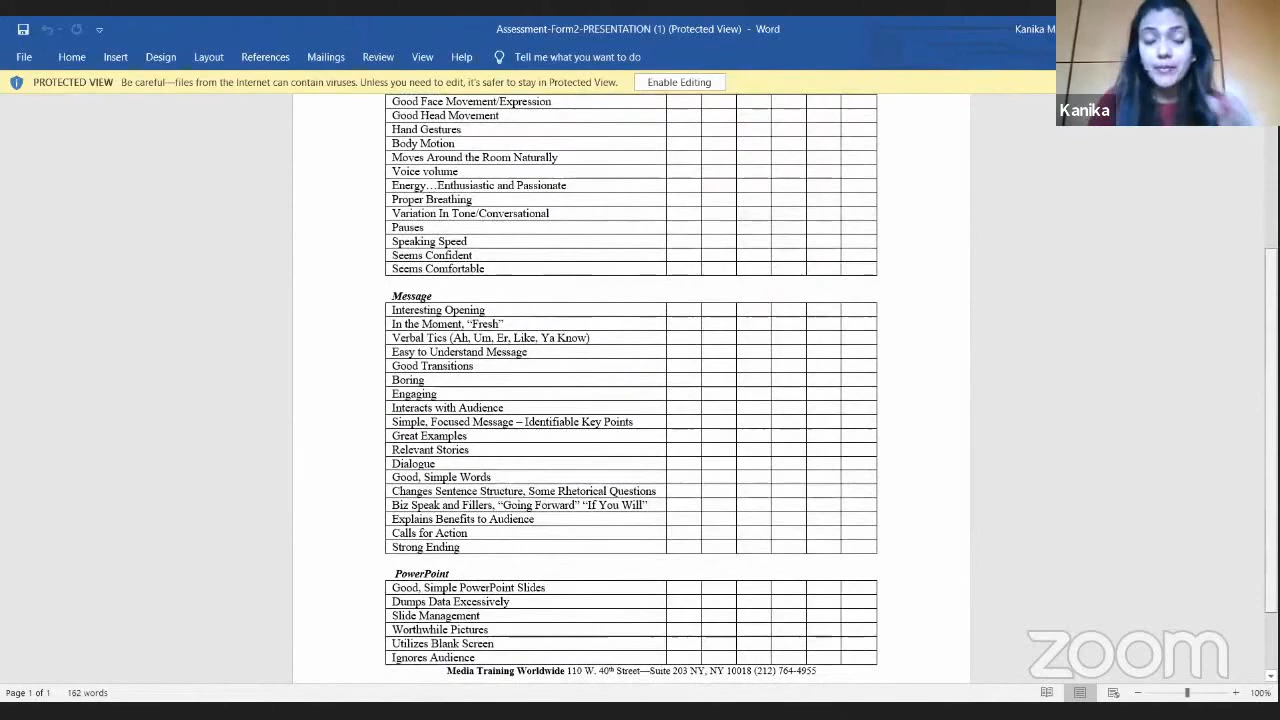 Assessment-Form2-PRESENTATION (1) (Protected View) - Word
Kanika M
File Home Insert Design Layout References Mailings Review View Help Tell me what you want to do
PROTECTED VIEW Be careful—files from the Internet can contain viruses. Unless you need to edit, it's safer to stay in Protected View. Enable Editing
Kanika
Good Face Movement/Expression
Good Head Movement
Hand Gestures
Body Motion
Moves Around the Room Naturally
Voice volume
Energy…Enthusiastic and Passionate
Proper Breathing
Variation In Tone/Conversational
Pauses
Speaking Speed
Seems Confident
Seems Comfortable
Message
Interesting Opening
In the Moment, “Fresh”
Verbal Tics (Ah, Um, Er, Like, Ya Know)
Easy to Understand Message
Good Transitions
Boring
Engaging
Interacts with Audience
Simple, Focused Message – Identifiable Key Points
Great Examples
Relevant Stories
Dialogue
Good, Simple Words
Changes Sentence Structure, Some Rhetorical Questions
Biz Speak and Fillers, “Going Forward” “If You Will”
Explains Benefits to Audience
Calls for Action
Strong Ending
PowerPoint
Good, Simple PowerPoint Slides
Dumps Data Excessively
Slide Management
Worthwhile Pictures
Utilizes Blank Screen
Ignores Audience
Media Training Worldwide 110 W. 40th Street—Suite 203 NY, NY 10018 (212) 764-4955
zoom
Page 1 of 1 162 words
100%